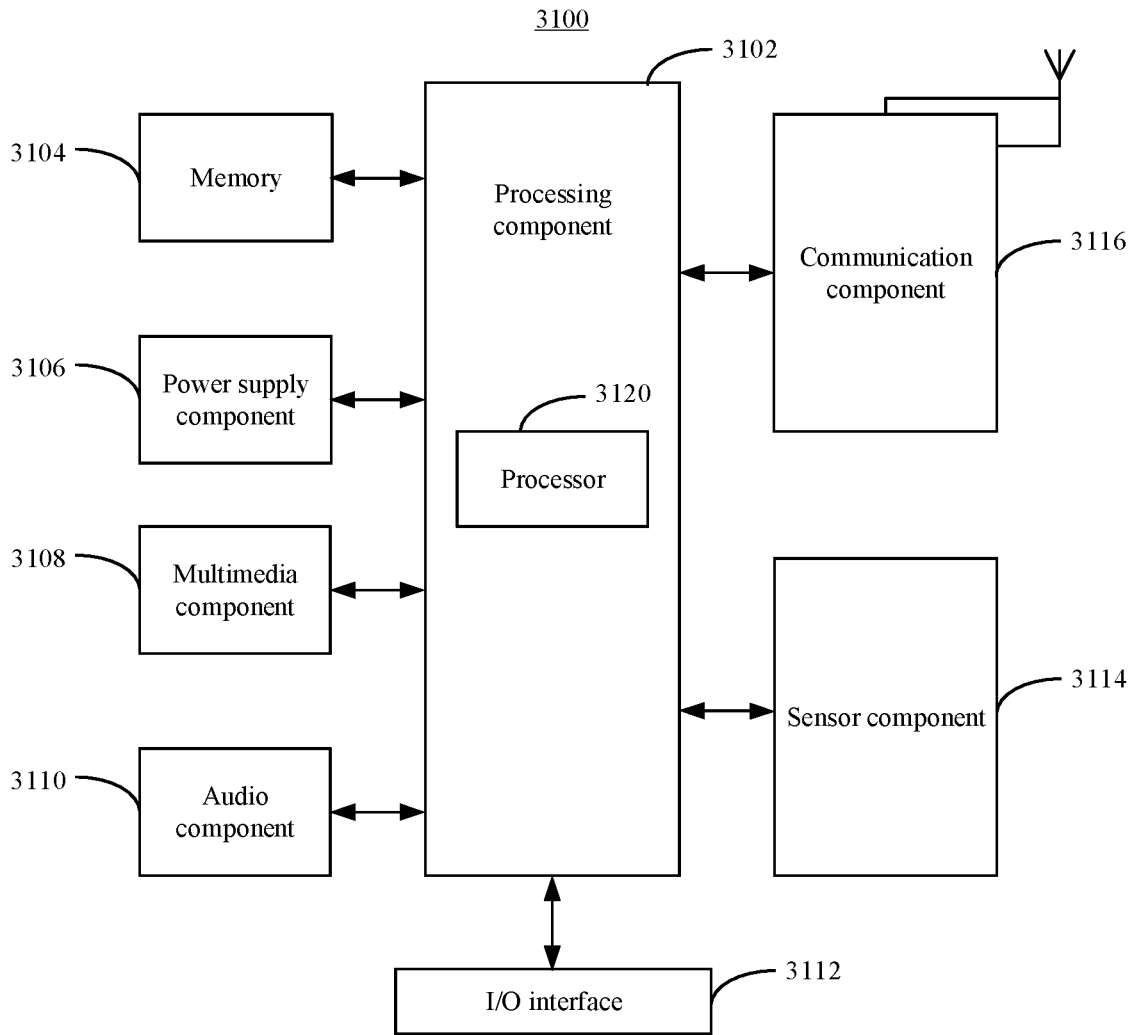 3100
3102
3104
Memory
Processing
component
Communication
component
3116
3106
Power supply
component
3120
Processor
3108
Multimedia
component
3114
Sensor component
3110
Audio
component
3112
I/O interface